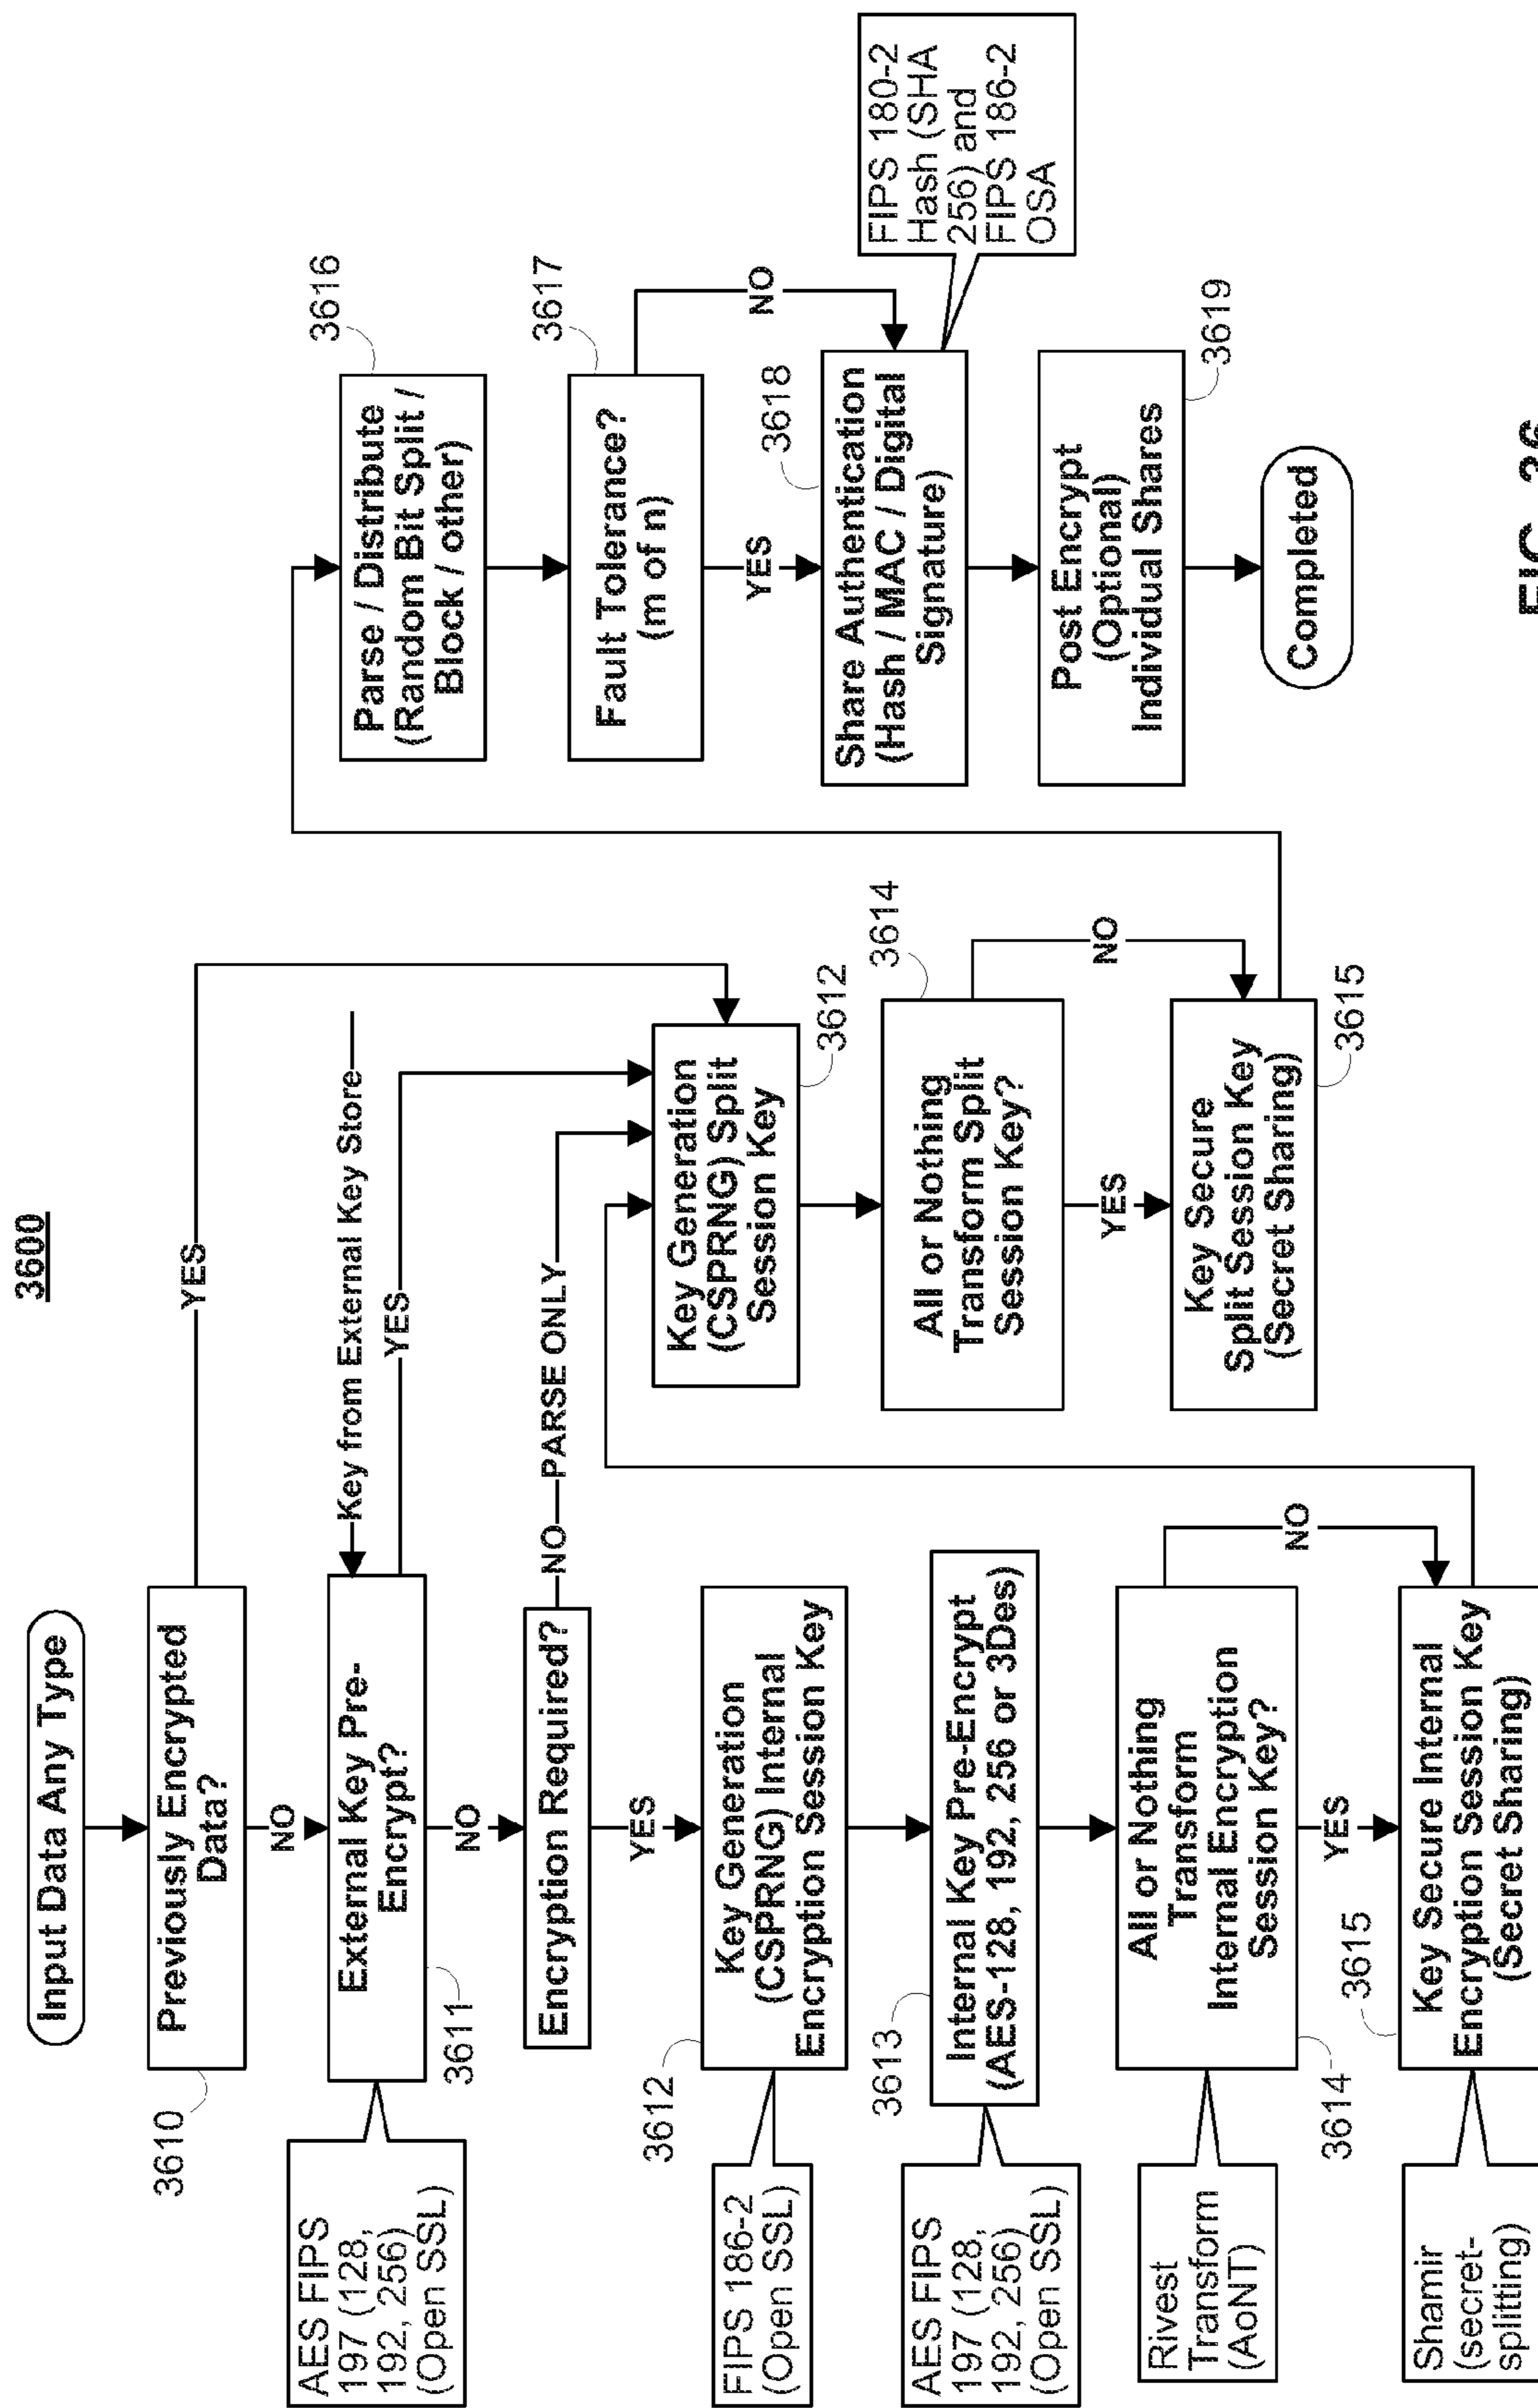 3600
Input Data Any Type
Previously Encrypted
Data?
3610
YES
NO
Key from External Key Store
External Key Pre-
Encrypt?
3611
AES FIPS
197 (128,
192, 256)
(Open SSL)
YES
NO
Encryption Required?
NO
PARSE ONLY
YES
Key Generation
(CSPRNG) Internal
Encryption Session Key
3612
FIPS 186-2
(Open SSL)
Internal Key Pre-Encrypt
(AES-128, 192, 256 or 3Des)
3613
AES FIPS
197 (128,
192, 256)
(Open SSL)
All or Nothing
Transform
Internal Encryption
Session Key?
3614
Rivest
Transform
(AoNT)
NO
YES
Key Secure Internal
Encryption Session Key
(Secret Sharing)
3615
Shamir
(secret-
splitting)
Key Generation
(CSPRNG) Split
Session Key
3612
All or Nothing
Transform Split
Session Key?
3614
NO
YES
Key Secure
Split Session Key
(Secret Sharing)
3615
Parse / Distribute
(Random Bit Split /
Block / other)
3616
Fault Tolerance?
(m of n)
3617
NO
YES
Share Authentication
(Hash / MAC / Digital
Signature)
3618
FIPS 180-2
Hash (SHA
256) and
FIPS 186-2
OSA
Post Encrypt
(Optional)
Individual Shares
3619
Completed